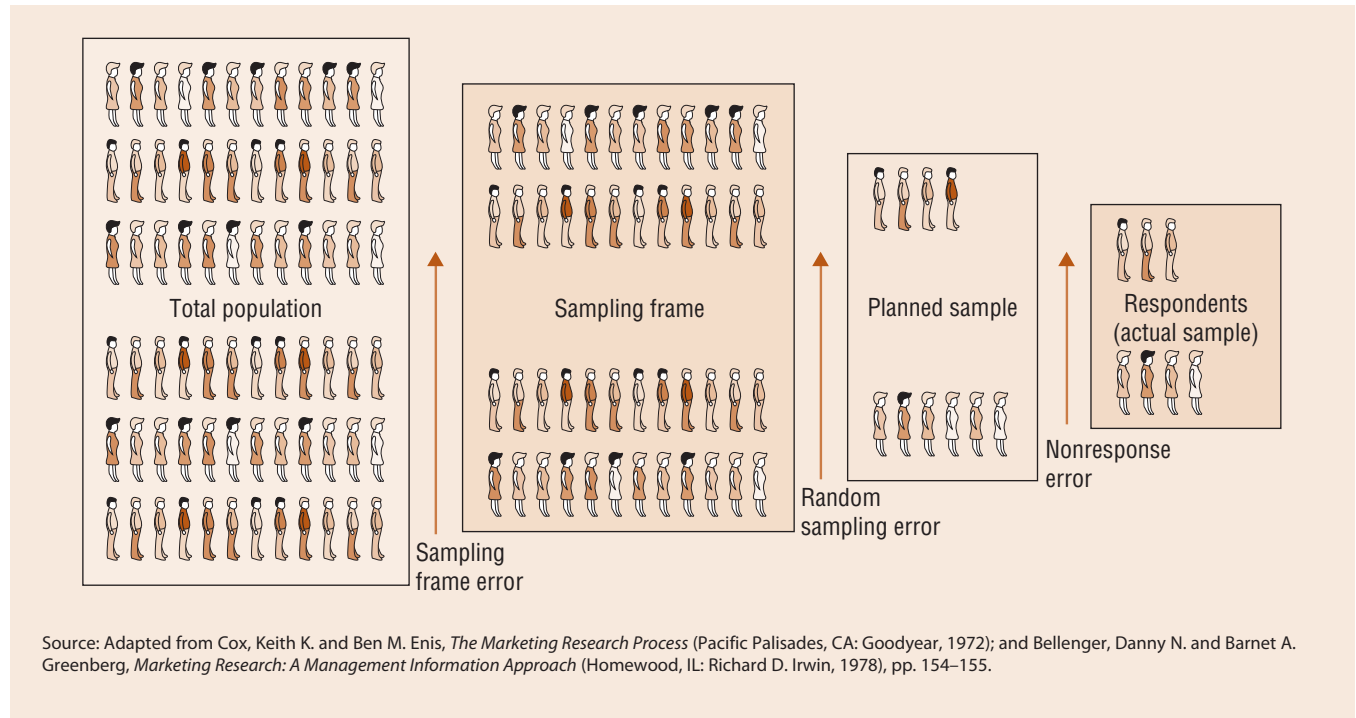 Total population
Sampling frame
Planned sample
Respondents
(actual sample)
Sampling
frame error
Random
sampling error
Nonresponse
error
Source: Adapted from Cox, Keith K. and Ben M. Enis, The Marketing Research Process (Pacific Palisades, CA: Goodyear, 1972); and Bellenger, Danny N. and Barnet A.
Greenberg, Marketing Research: A Management Information Approach (Homewood, IL: Richard D. Irwin, 1978), pp. 154–155.